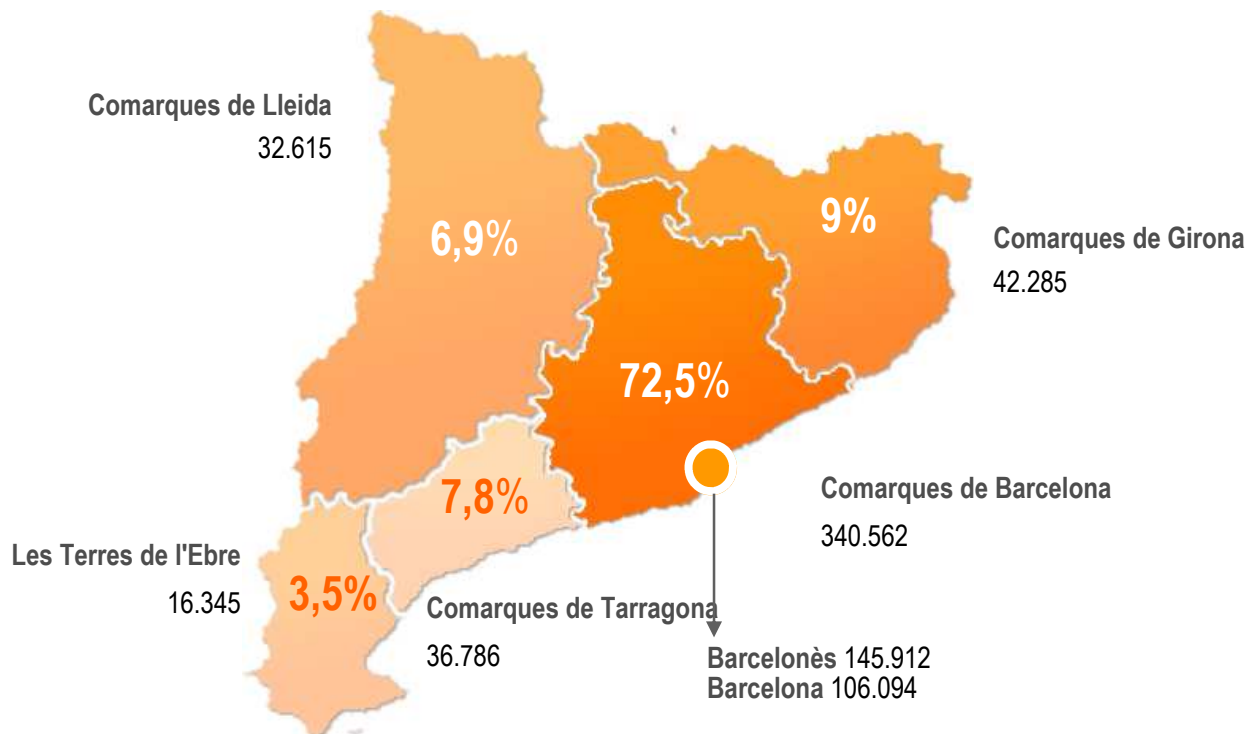 Comarques de Lleida
32.615
6,9%
9%
Comarques de Girona
42.285
72,5%
Comarques de Barcelona
340.562
7,8%
Les Terres de l'Ebre
16.345
3,5%
Comarques de Tarragona
36.786
Barcelonès 145.912
Barcelona 106.094